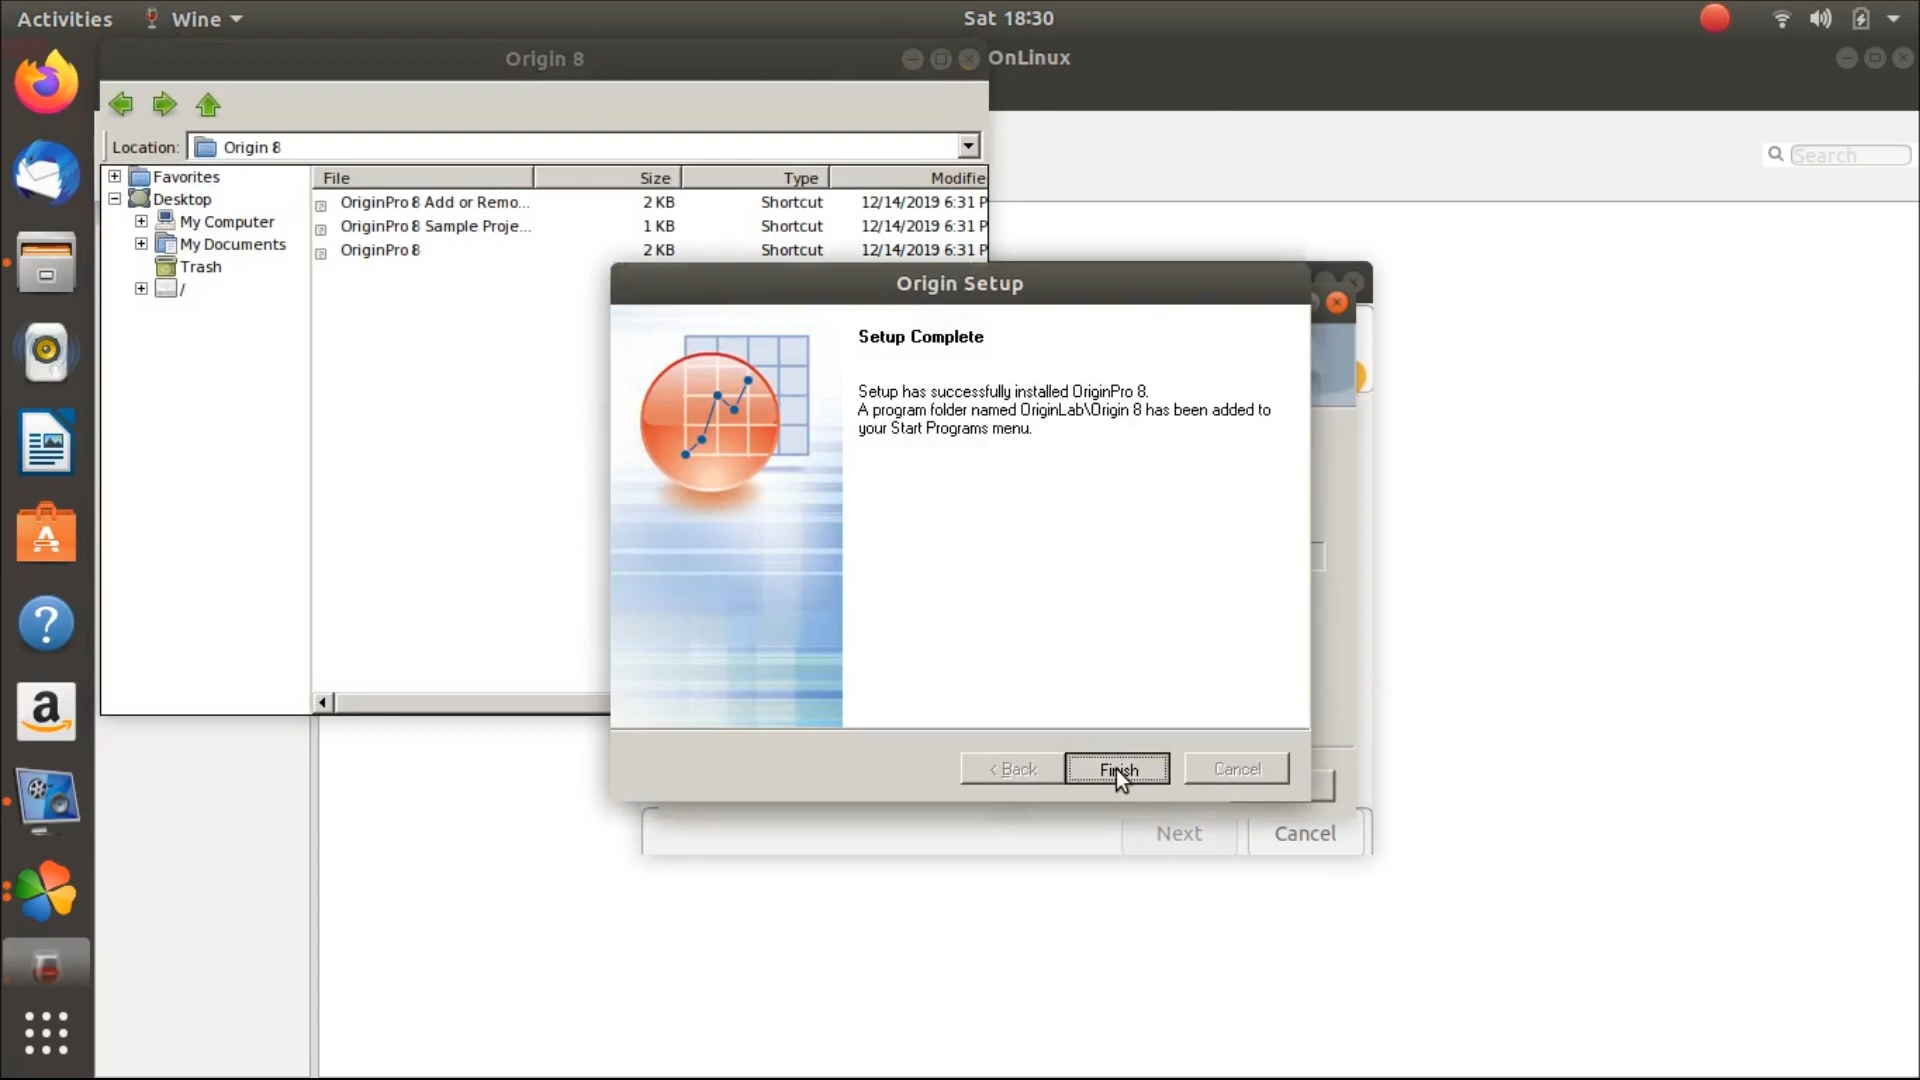 Activities
Wine
Sat 18:30
Origin 8
OnLinux
Location:
Origin 8
Search
Favorites
Desktop
My Computer
My Documents
Trash
/
File Size Type Modifie
OriginPro 8 Add or Remo... 2 KB Shortcut 12/14/2019 6:31 P
OriginPro 8 Sample Proje... 1 KB Shortcut 12/14/2019 6:31 P
OriginPro 8 2 KB Shortcut 12/14/2019 6:31 P
Origin Setup
Setup Complete
Setup has successfully installed OriginPro 8.
A program folder named OriginLab\Origin 8 has been added to
your Start Programs menu.
< Back Finish Cancel
Next Cancel